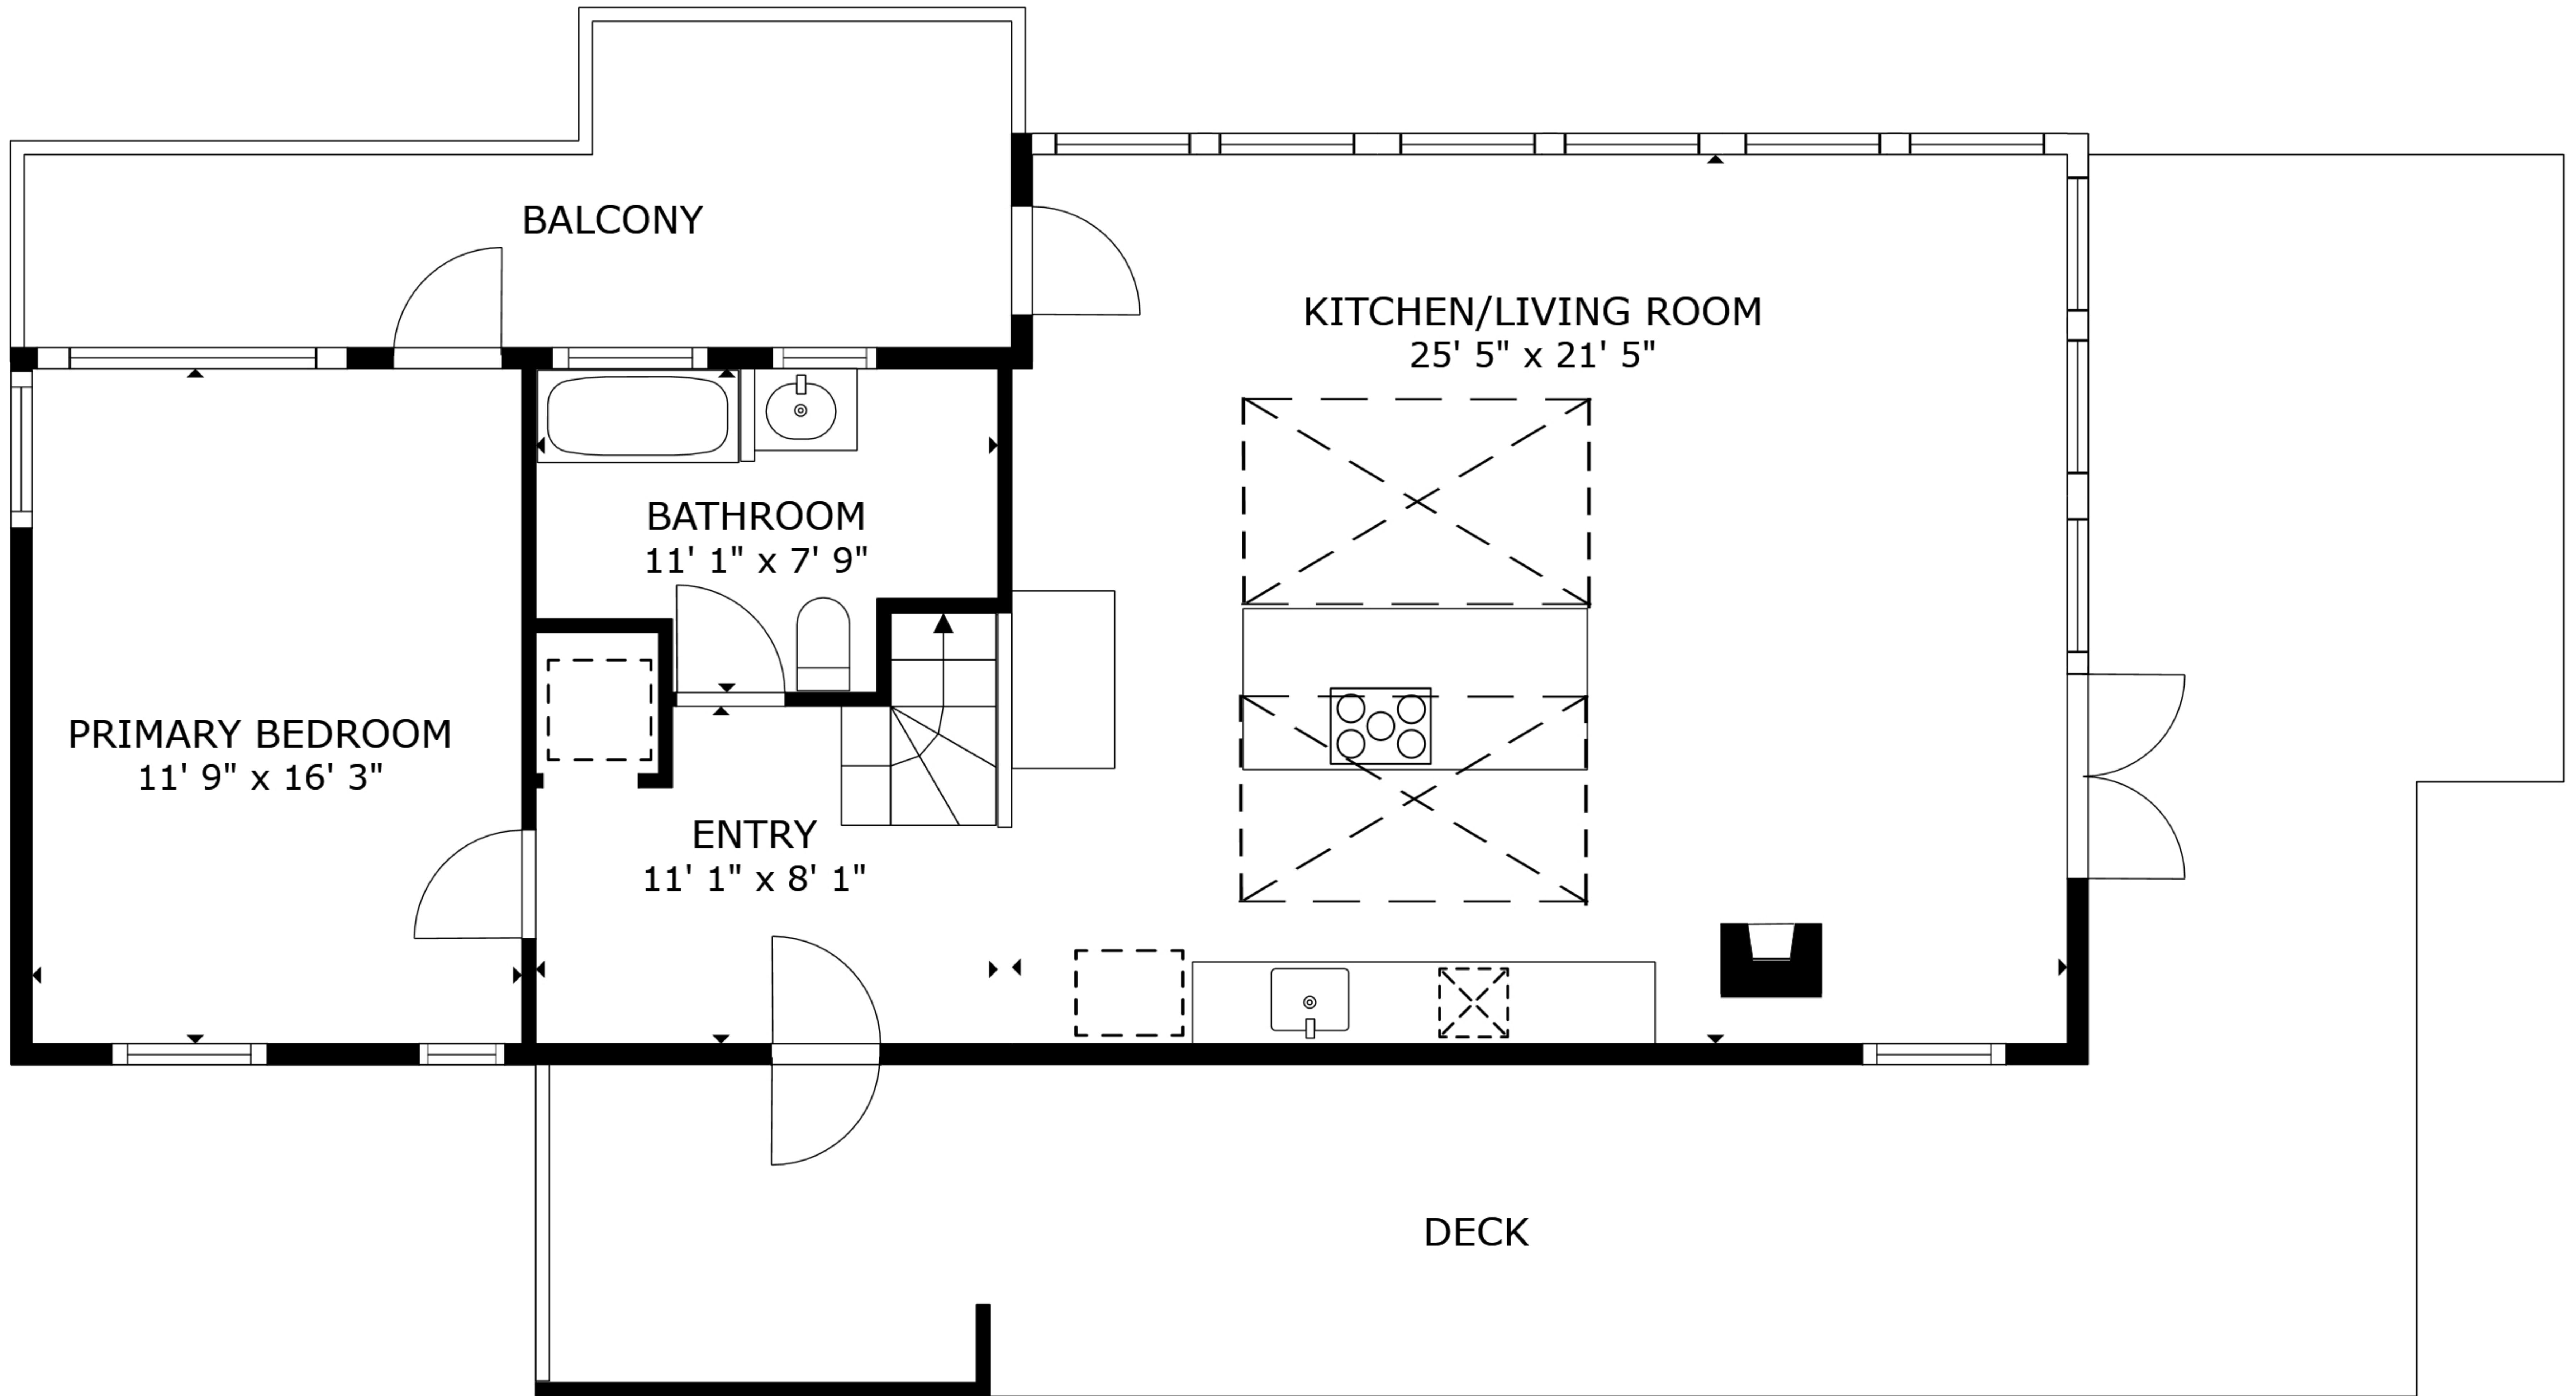 BALCONY
KITCHEN/LIVING ROOM
25' 5" x 21' 5"
BATHROOM
11' 1" x 7' 9"
PRIMARY BEDROOM
11' 9" x 16' 3"
ENTRY
11' 1" x 8' 1"
DECK